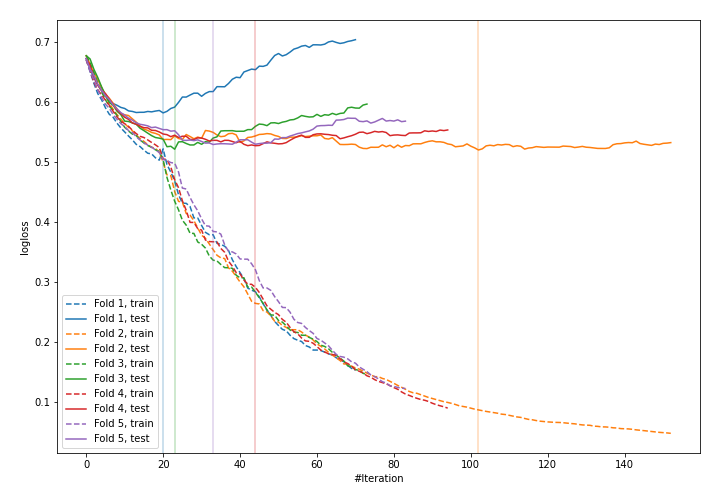 0.7
0.6
0.5
0.4
0.3
0.2
0.1
logloss
Fold 1, train
Fold 1, test
Fold 2, train
Fold 2, test
Fold 3, train
Fold 3, test
Fold 4, train
Fold 4, test
Fold 5, train
Fold 5, test
0 20 40 60 80 100 120 140
#Iteration